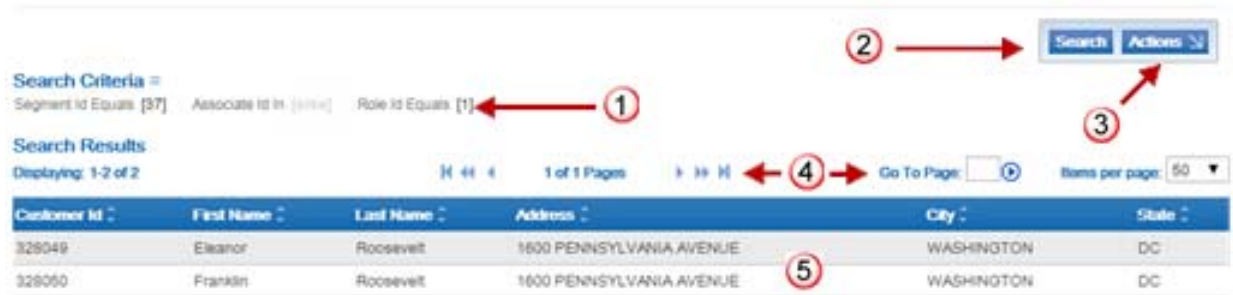 2
Search Actions
Search Criteria =
Segment Id Equals [37] Associate Id In Role Id Equals [1]
1
3
Search Results
Displaying: 1-2 of 2 1 of 1 Pages 4 Go To Page: Items per page: 50
Customer Id First Name Last Name Address City State
328049 Eleanor Roosevelt 1600 PENNSYLVANIA AVENUE WASHINGTON DC
328050 Franklin Roosevelt 1600 PENNSYLVANIA AVENUE WASHINGTON DC
5